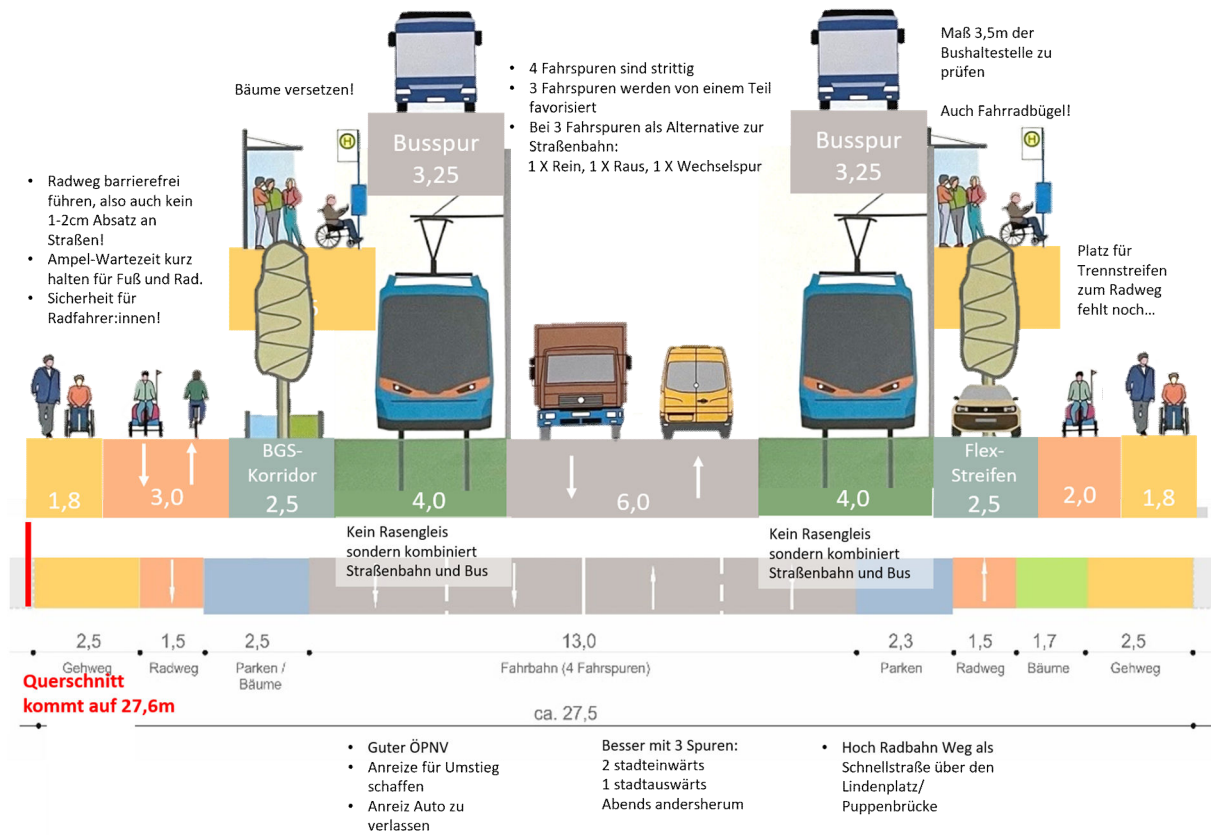 Bäume versetzen!
Busspur
3,25
• 4 Fahrspuren sind strittig
• 3 Fahrspuren werden von einem Teil
favorisiert
• Bei 3 Fahrspuren als Alternative zur
Straßenbahn:
1 X Rein, 1 X Raus, 1 X Wechselspur
Busspur
3,25
Maß 3,5m der
Bushaltestelle zu
prüfen
Auch Fahrradbügel!
H
H
• Radweg barrierefrei
führen, also auch kein
1-2cm Absatz an
Straßen!
• Ampel-Wartezeit kurz
halten für Fuß und Rad.
• Sicherheit für
Radfahrer:innen!
Platz für
Trennstreifen
zum Radweg
fehlt noch...
1,8
3,0
BGS-
Korridor
2,5
4,0
6,0
4,0
Flex-
Streifen
2,5
2,0
1,8
Kein Rasengleis
sondern kombiniert
Straßenbahn und Bus
Kein Rasengleis
sondern kombiniert
Straßenbahn und Bus
2,5
1,5
2,5
13,0
2,3
1,5
1,7
2,5
Gehweg
Radweg
Parken /
Bäume
Fahrbahn (4 Fahrspuren)
Parken
Radweg
Bäume
Gehweg
Querschnitt
kommt auf 27,6m
ca. 27,5
• Guter ÖPNV
• Anreize für Umstieg
schaffen
• Anreiz Auto zu
verlassen
Besser mit 3 Spuren:
2 stadteinwärts
1 stadtauswärts
Abends andersherum
• Hoch Radbahn Weg als
Schnellstraße über den
Lindenplatz/
Puppenbrücke